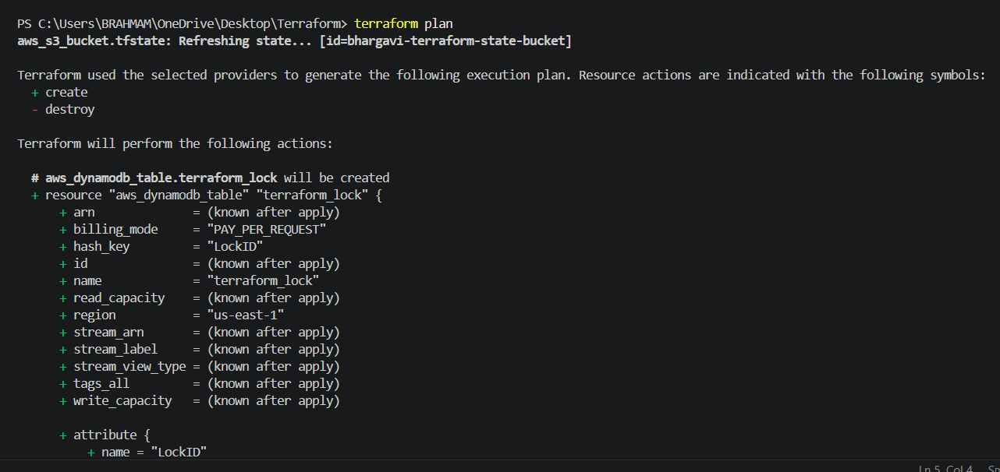 PS C:\Users\BRAHMAM\OneDrive\Desktop\Terraform> terraform plan
aws_s3_bucket.tfstate: Refreshing state... [id=bhargavi-terraform-state-bucket]
Terraform used the selected providers to generate the following execution plan. Resource actions are indicated with the following symbols:
+ create
- destroy
Terraform will perform the following actions:
# aws_dynamodb_table.terraform_lock will be created
+ resource "aws_dynamodb_table" "terraform_lock" {
+ arn = (known after apply)
+ billing_mode = "PAY_PER_REQUEST"
+ hash_key = "LockID"
+ id = (known after apply)
+ name = "terraform_lock"
+ read_capacity = (known after apply)
+ region = "us-east-1"
+ stream_arn = (known after apply)
+ stream_label = (known after apply)
+ stream_view_type = (known after apply)
+ tags_all = (known after apply)
+ write_capacity = (known after apply)
+ attribute {
+ name = "LockID"
Ln 5, Col 4